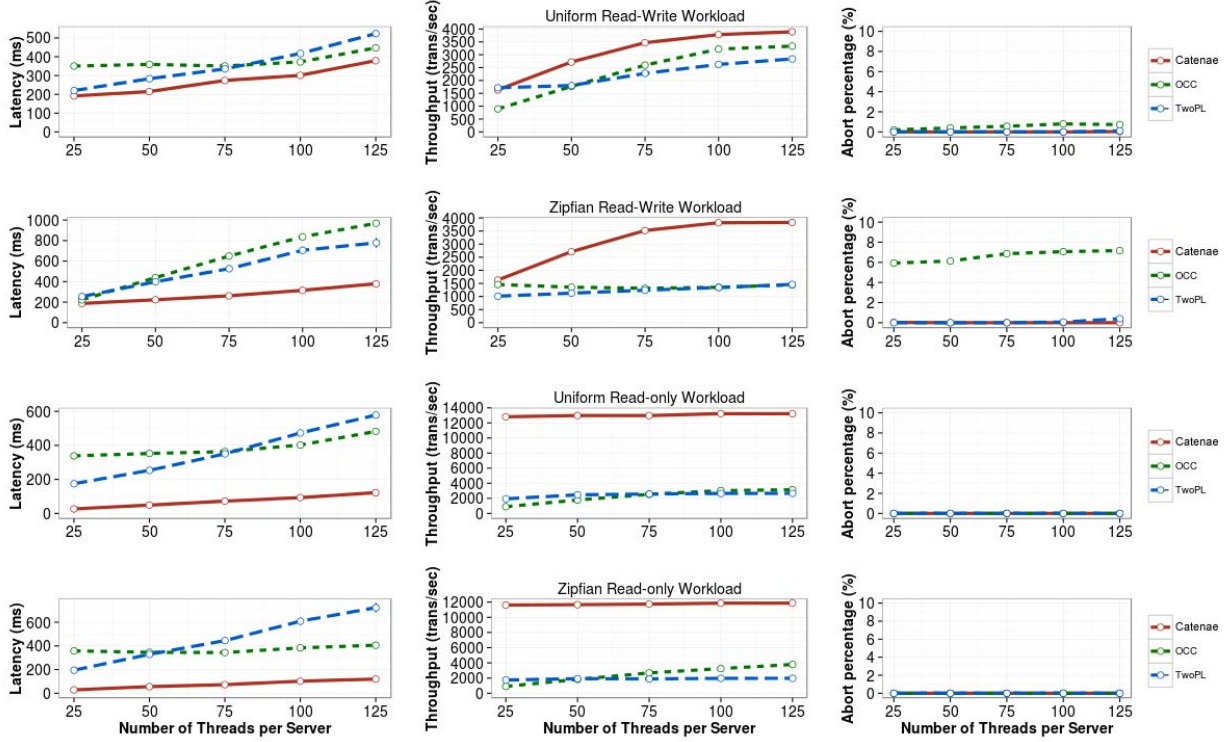 Uniform Read-Write Workload
Latency (ms)
500
400
300
200
100
0
25 50 75 100 125
Throughput (trans/sec)
4000
3500
3000
2500
2000
1500
1000
500
0
25 50 75 100 125
Abort percentage (%)
10
8
6
4
2
0
25 50 75 100 125
Catenae
OCC
TwoPL
Zipfian Read-Write Workload
Latency (ms)
1000
800
600
400
200
0
25 50 75 100 125
Throughput (trans/sec)
4000
3500
3000
2500
2000
1500
1000
500
0
25 50 75 100 125
Abort percentage (%)
10
8
6
4
2
0
25 50 75 100 125
Catenae
OCC
TwoPL
Uniform Read-only Workload
Latency (ms)
600
400
200
0
25 50 75 100 125
Throughput (trans/sec)
14000
12000
10000
8000
6000
4000
2000
0
25 50 75 100 125
Abort percentage (%)
10
8
6
4
2
0
25 50 75 100 125
Catenae
OCC
TwoPL
Zipfian Read-only Workload
Latency (ms)
600
400
200
0
25 50 75 100 125
Number of Threads per Server
Throughput (trans/sec)
12000
10000
8000
6000
4000
2000
0
25 50 75 100 125
Number of Threads per Server
Abort percentage (%)
10
8
6
4
2
0
25 50 75 100 125
Number of Threads per Server
Catenae
OCC
TwoPL